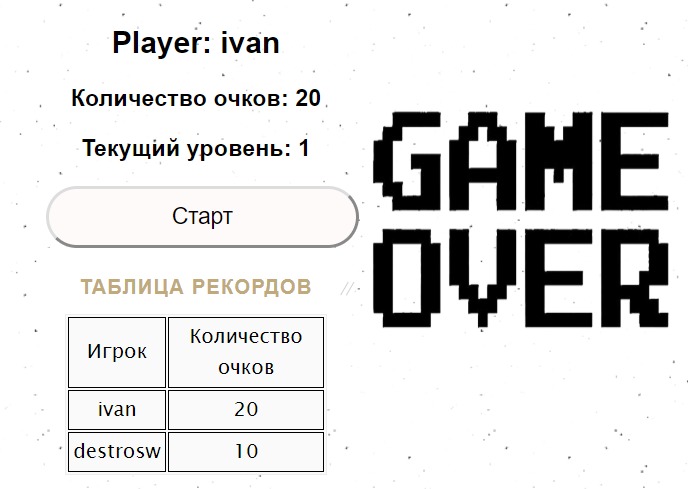 Player: ivan
Количество очков: 20
Текущий уровень: 1
Старт
ТАБЛИЦА РЕКОРДОВ //
Игрок Количество
очков
ivan 20
destrosw 10
GAME
OVER